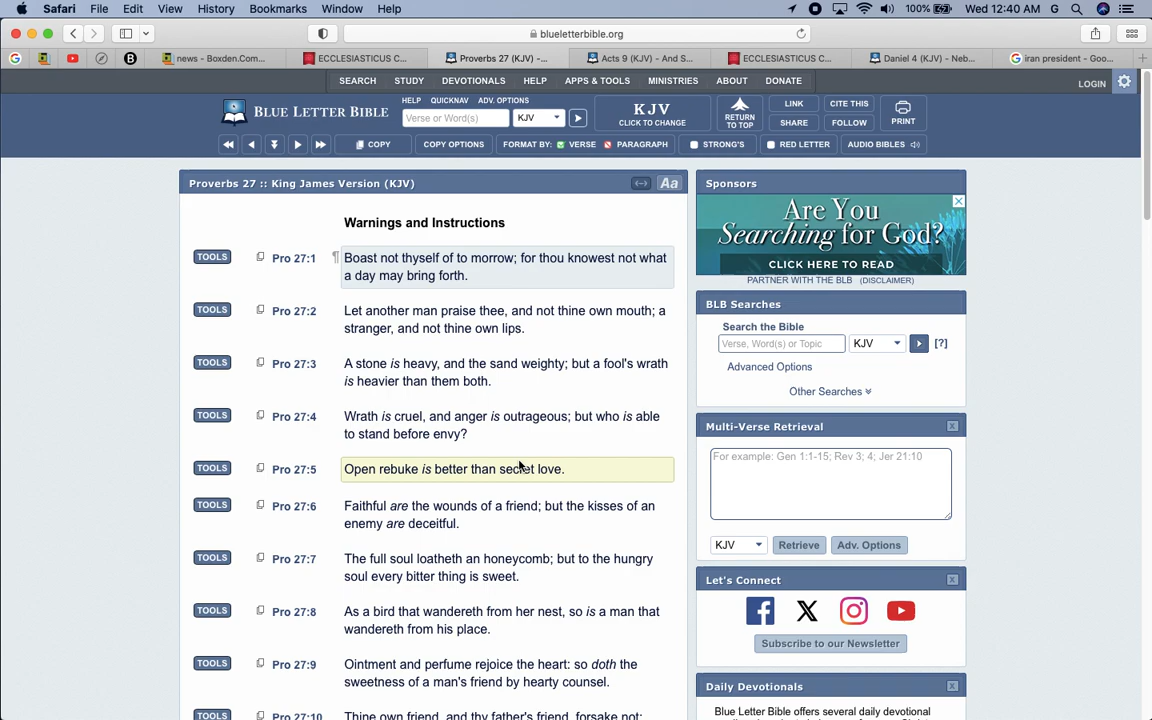 Safari File Edit View History Bookmarks Window Help 100% Wed 12:40 AM G
blueletterbible.org
G B news - Boxden.Com... ECCLESIASTICUS C... Proverbs 27 (KJV) -... Acts 9 (KJV) - And S... ECCLESIASTICUS C... Daniel 4 (KJV) - Neb... iran president - Goo...
SEARCH STUDY DEVOTIONALS HELP APPS & TOOLS MINISTRIES ABOUT DONATE LOGIN
BLUE LETTER BIBLE
HELP QUICKNAV ADV. OPTIONS
Verse or Word(s) KJV
KJV
CLICK TO CHANGE
RETURN
TO TOP
LINK CITE THIS
SHARE FOLLOW
PRINT
COPY COPY OPTIONS FORMAT BY: VERSE PARAGRAPH STRONG'S RED LETTER AUDIO BIBLES
Proverbs 27 :: King James Version (KJV) Aa
Warnings and Instructions
TOOLS Pro 27:1 ¶ Boast not thyself of to morrow; for thou knowest not what
a day may bring forth.
TOOLS Pro 27:2 Let another man praise thee, and not thine own mouth; a
stranger, and not thine own lips.
TOOLS Pro 27:3 A stone is heavy, and the sand weighty; but a fool's wrath
is heavier than them both.
TOOLS Pro 27:4 Wrath is cruel, and anger is outrageous; but who is able
to stand before envy?
TOOLS Pro 27:5 Open rebuke is better than secret love.
TOOLS Pro 27:6 Faithful are the wounds of a friend; but the kisses of an
enemy are deceitful.
TOOLS Pro 27:7 The full soul loatheth an honeycomb; but to the hungry
soul every bitter thing is sweet.
TOOLS Pro 27:8 As a bird that wandereth from her nest, so is a man that
wandereth from his place.
TOOLS Pro 27:9 Ointment and perfume rejoice the heart: so doth the
sweetness of a man's friend by hearty counsel.
TOOLS Pro 27:10 Thine own friend, and thy father's friend, forsake not;
Sponsors
Are You
Searching for God?
CLICK HERE TO READ
PARTNER WITH THE BLB (DISCLAIMER)
BLB Searches
Search the Bible
Verse, Word(s) or Topic KJV [?]
Advanced Options
Other Searches
Multi-Verse Retrieval
For example: Gen 1:1-15; Rev 3; 4; Jer 21:10
KJV Retrieve Adv. Options
Let's Connect
Subscribe to our Newsletter
Daily Devotionals
Blue Letter Bible offers several daily devotional